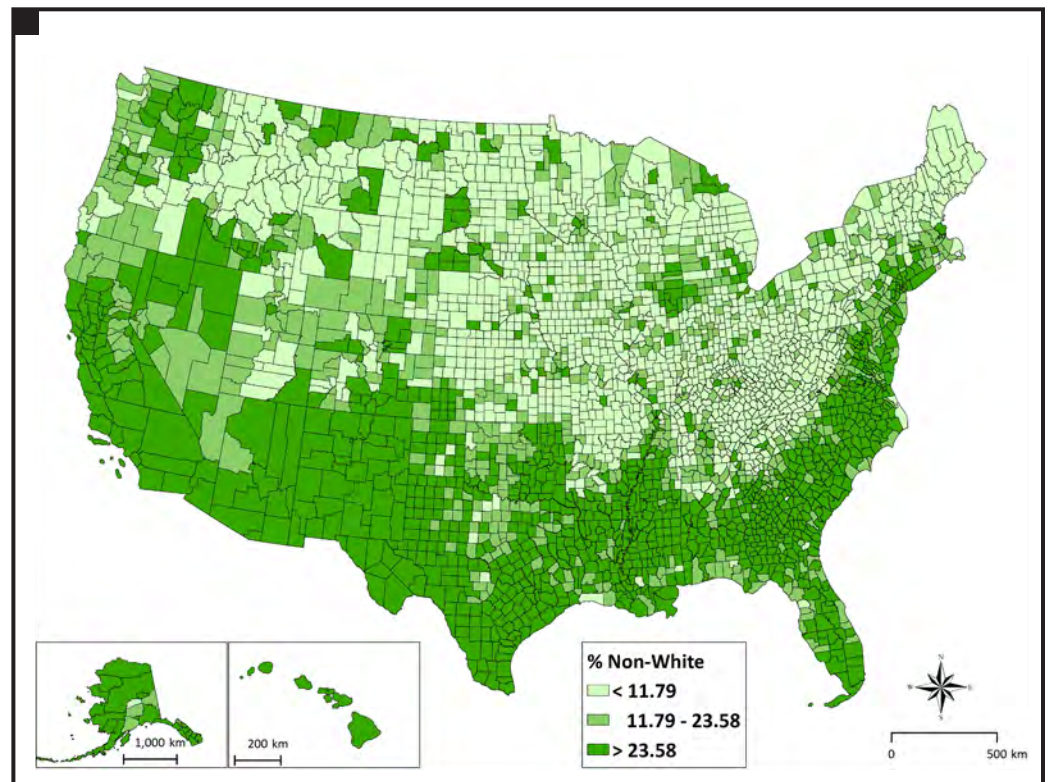 N
W E
S
% Non-White
< 11.79
11.79 - 23.58
> 23.58
1,000 km
200 km
0 500 km